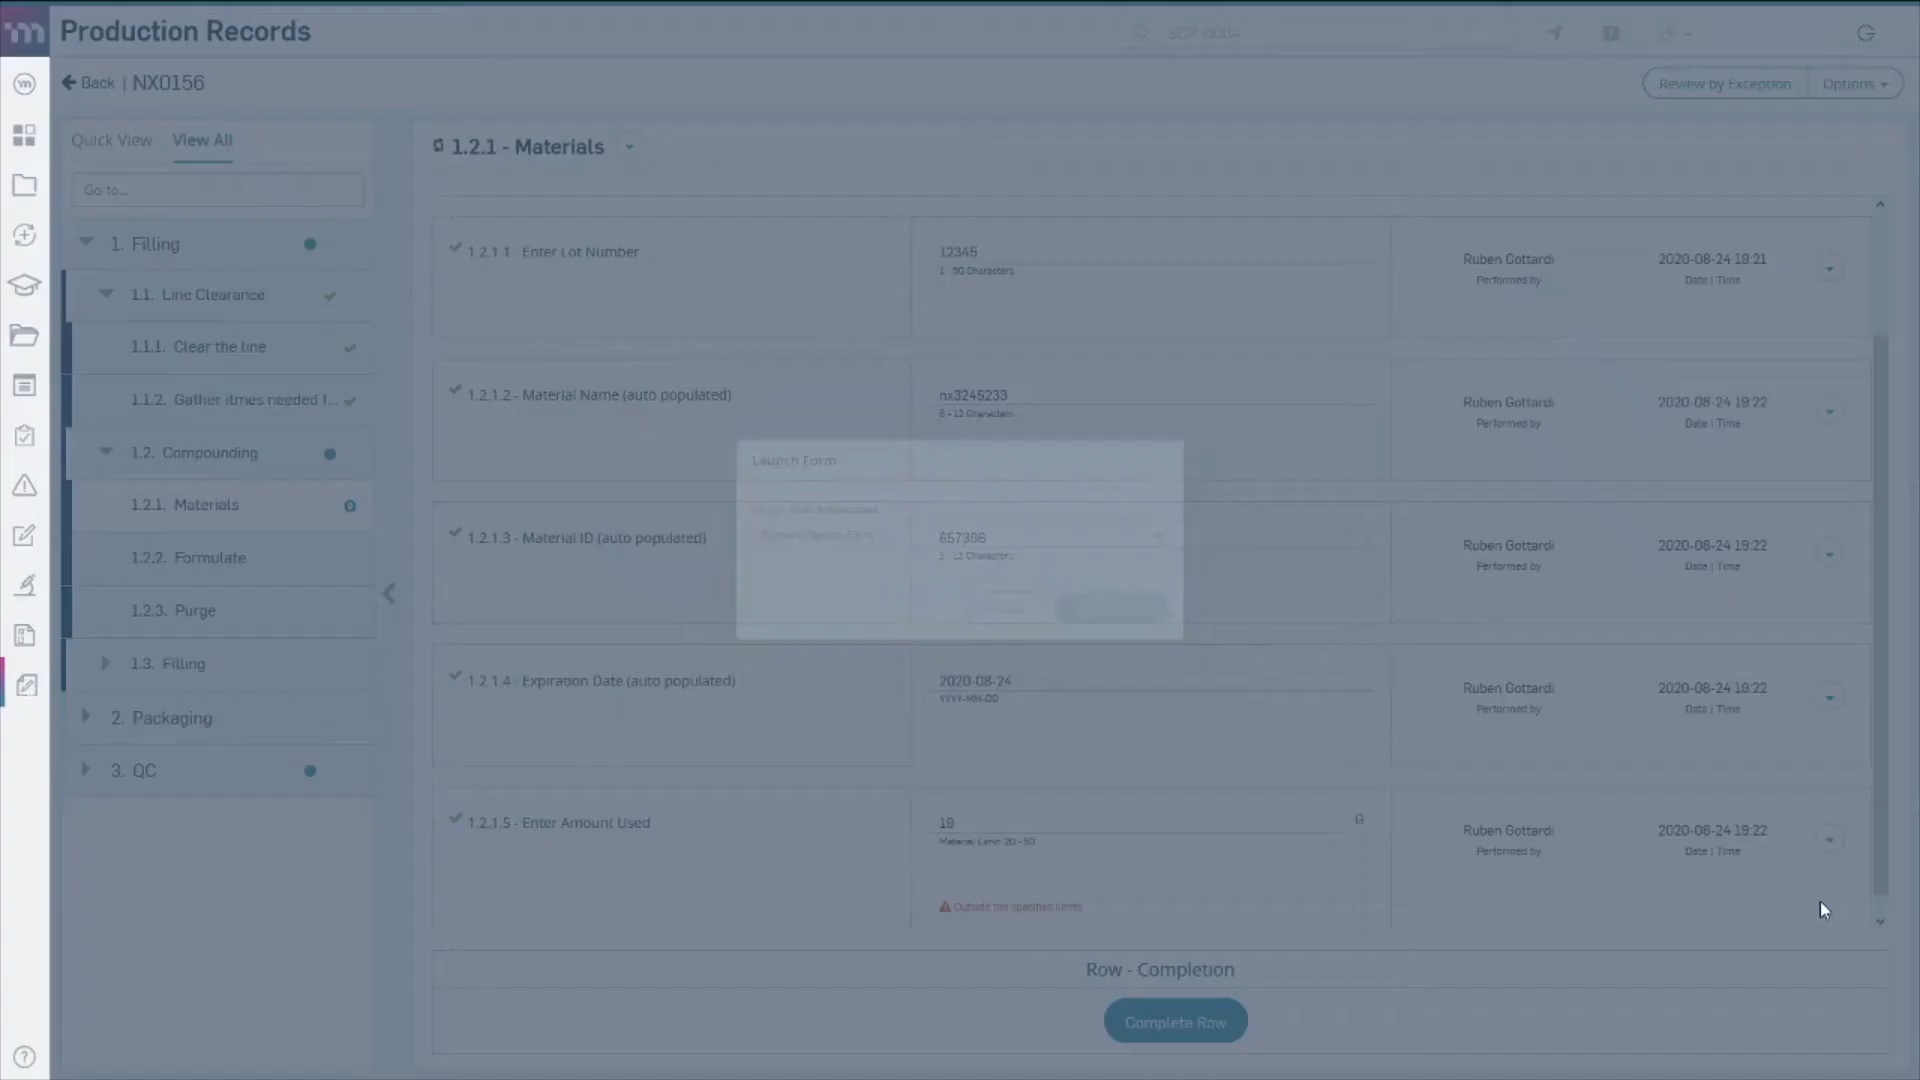 Production Records
SOP-0004
Back | NX0156
Review by Exception
Options
Quick View View All
Go to...
1. Filling
1.1. Line Clearance
1.1.1. Clear the line
1.1.2. Gather itmes needed f...
1.2. Compounding
1.2.1. Materials
1.2.2. Formulate
1.2.3. Purge
1.3. Filling
2. Packaging
3. QC
1.2.1 - Materials
1.2.1.1 - Enter Lot Number
12345
1 - 50 Characters
Ruben Gottardi
Performed by
2020-08-24 19:21
Date | Time
1.2.1.2 - Material Name (auto populated)
nx3245233
6 - 12 Characters
Ruben Gottardi
Performed by
2020-08-24 19:22
Date | Time
Launch Form
1.2.1.3 - Material ID (auto populated)
657396
1 - 12 Characters
Ruben Gottardi
Performed by
2020-08-24 19:22
Date | Time
1.2.1.4 - Expiration Date (auto populated)
2020-08-24
YYYY-MM-DD
Ruben Gottardi
Performed by
2020-08-24 19:22
Date | Time
1.2.1.5 - Enter Amount Used
19
G
Material Limit: 20 - 50
Outside the specified limits
Ruben Gottardi
Performed by
2020-08-24 19:22
Date | Time
Row - Completion
Complete Row